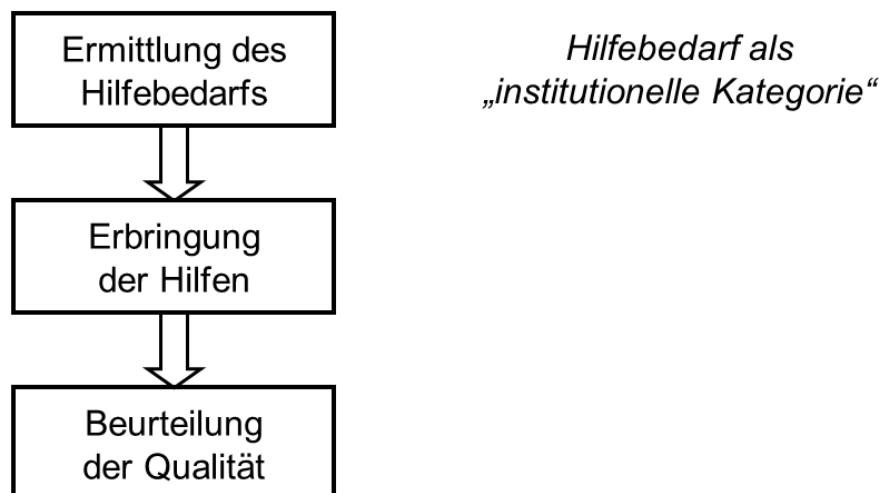 Ermittlung des
Hilfebedarfs
Hilfebedarf als
„institutionelle Kategorie“
Erbringung
der Hilfen
Beurteilung
der Qualität